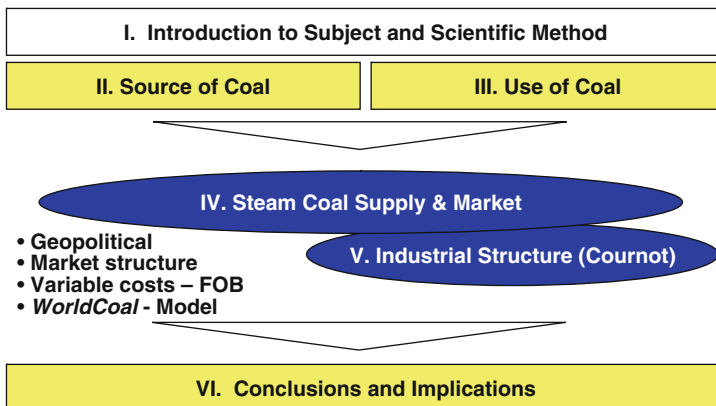 I. Introduction to Subject and Scientific Method
II. Source of Coal
III. Use of Coal
IV. Steam Coal Supply & Market
V. Industrial Structure (Cournot)
• Geopolitical
• Market structure
• Variable costs – FOB
• WorldCoal - Model
VI. Conclusions and Implications